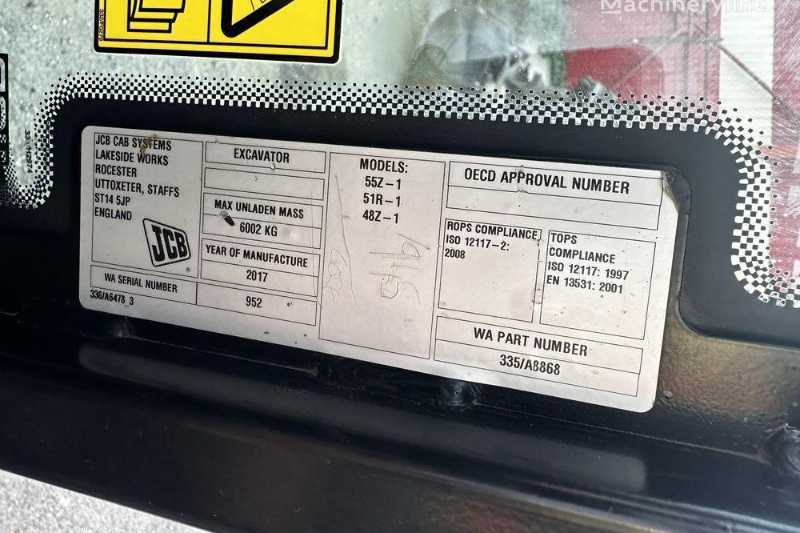 Machineryline
JCB CAB SYSTEMS
LAKESIDE WORKS
ROCESTER
UTTOXETER, STAFFS
ST14 5JP
ENGLAND
JCB
WA SERIAL NUMBER
336/A6478_3
EXCAVATOR
MAX UNLADEN MASS
6002 KG
YEAR OF MANUFACTURE
2017
952
MODELS:
55Z-1
51R-1
48Z-1
OECD APPROVAL NUMBER
ROPS COMPLIANCE,
ISO 12117-2:
2008
TOPS
COMPLIANCE
ISO 12117: 1997
EN 13531: 2001
WA PART NUMBER
335/A8868